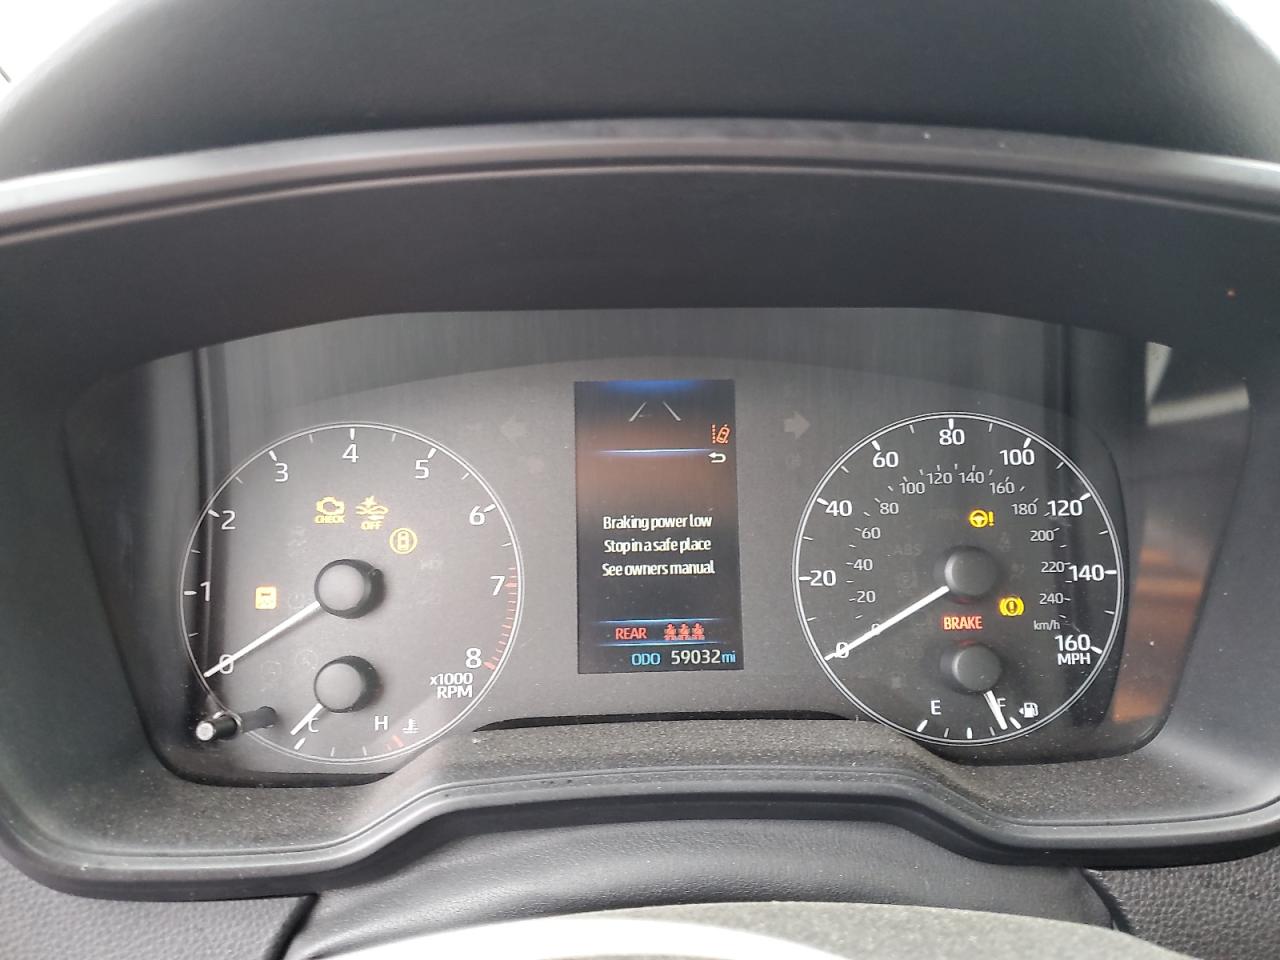 4
3
5
2
6
1
7
0
8
x1000
RPM
CHECK
OFF
C
H
Braking power low
Stop in a safe place
See owners manual
REAR
ODO 59032 mi
80
60
100
40
120
20
140
0
160
MPH
120
140
100
160
80
180
60
200
40
220
20
240
0
km/h
ABS
BRAKE
E
F